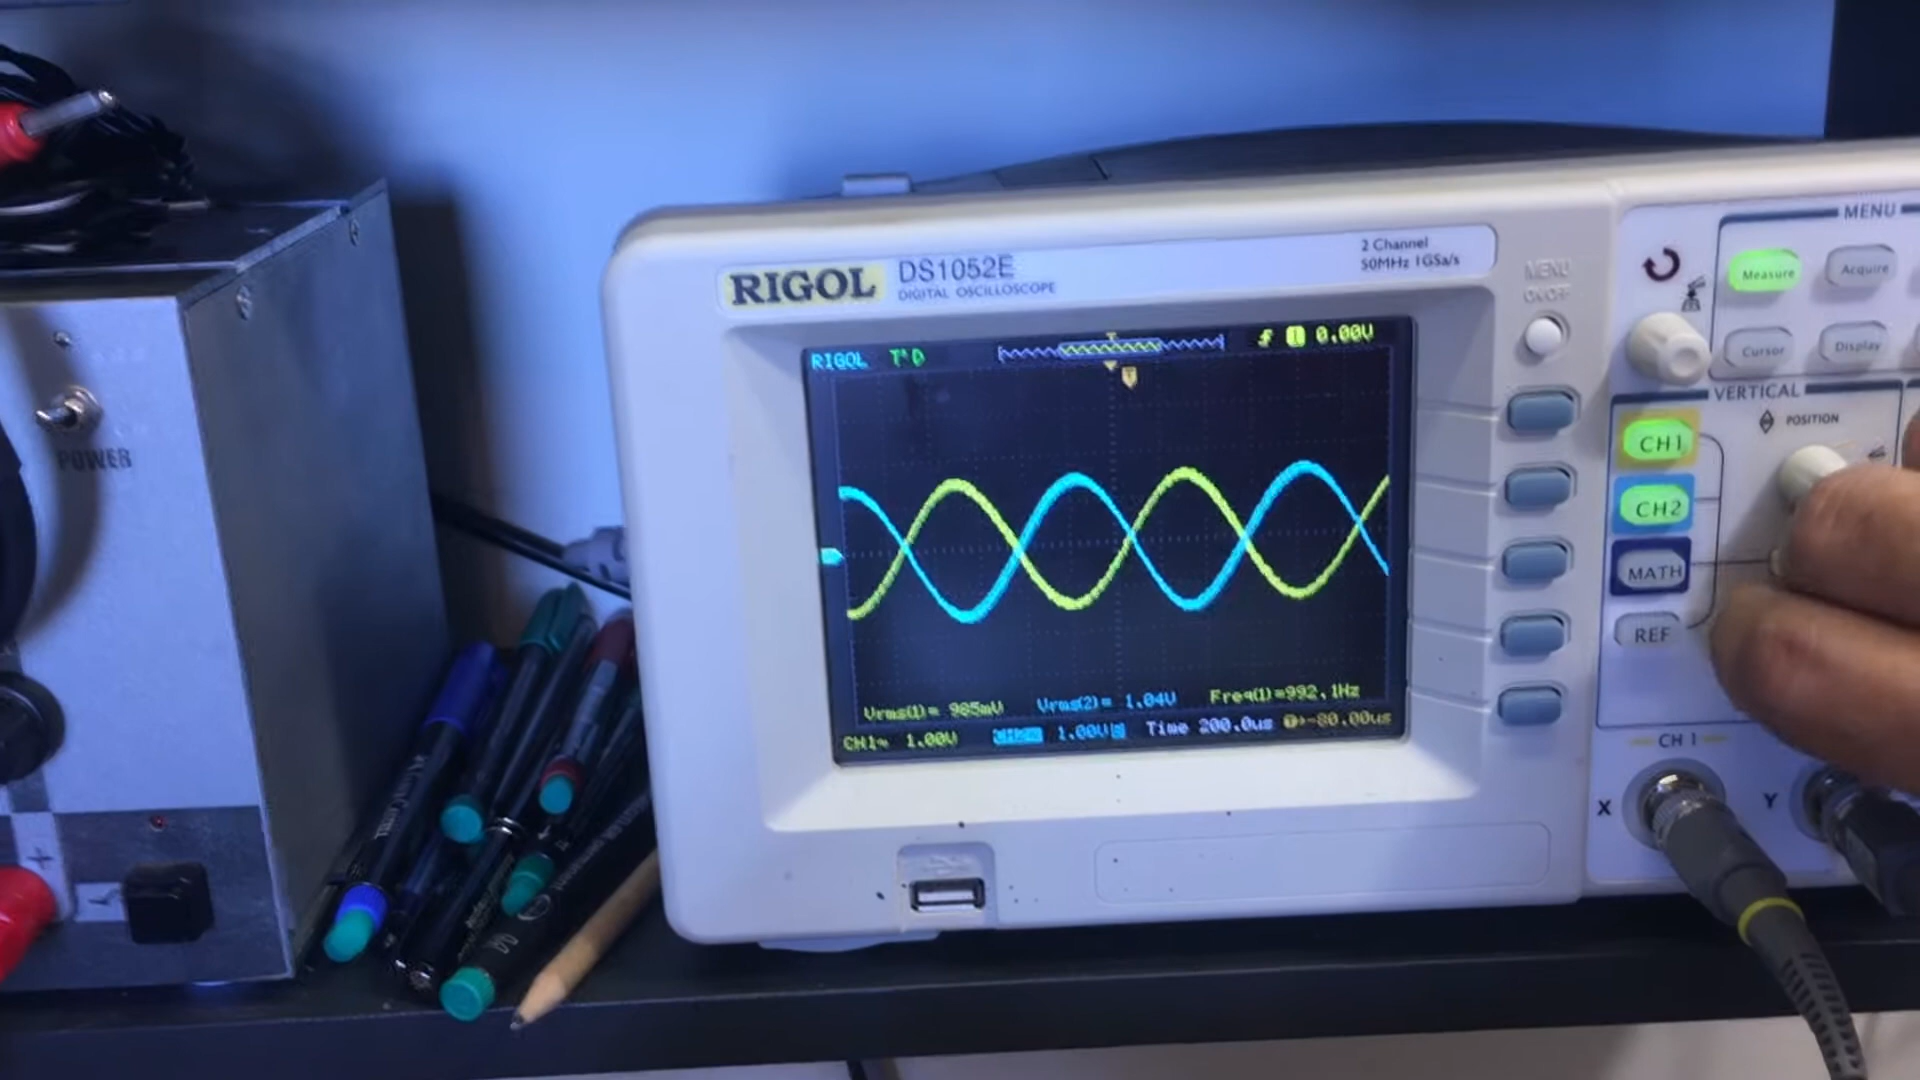 POWER
+
RIGOL DS1052E
DIGITAL OSCILLOSCOPE
2 Channel
50MHz 1GSa/s
MENU
ON/OFF
RIGOL T'D 0.00V
Vrms(1)= 985mV Vrms(2)= 1.04V Freq(1)=992.1Hz
CH1~ 1.00V 1.00V Time 200.0us -80.00us
MENU
Measure Acquire
Cursor Display
VERTICAL
POSITION
CH1
CH2
MATH
REF
CH 1
X Y